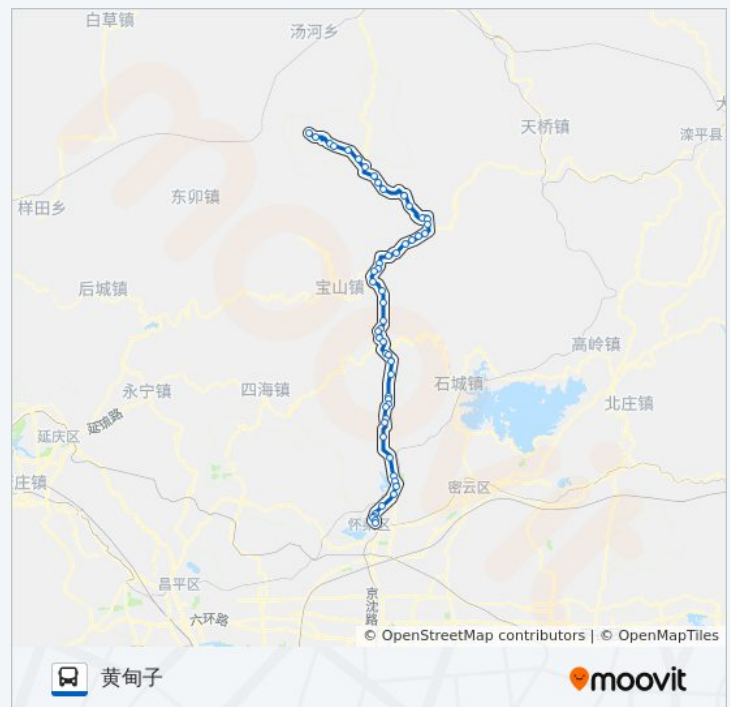 白草镇
汤河乡
天桥镇
滦平县
东卯镇
样田乡
后城镇
宝山镇
高岭镇
永宁镇
四海镇
石城镇
北庄镇
延琉路
延庆区
庄镇
密云区
怀柔区
昌平区
六环路
京沈路
© OpenStreetMap contributors | © OpenMapTiles
黄甸子
moovit